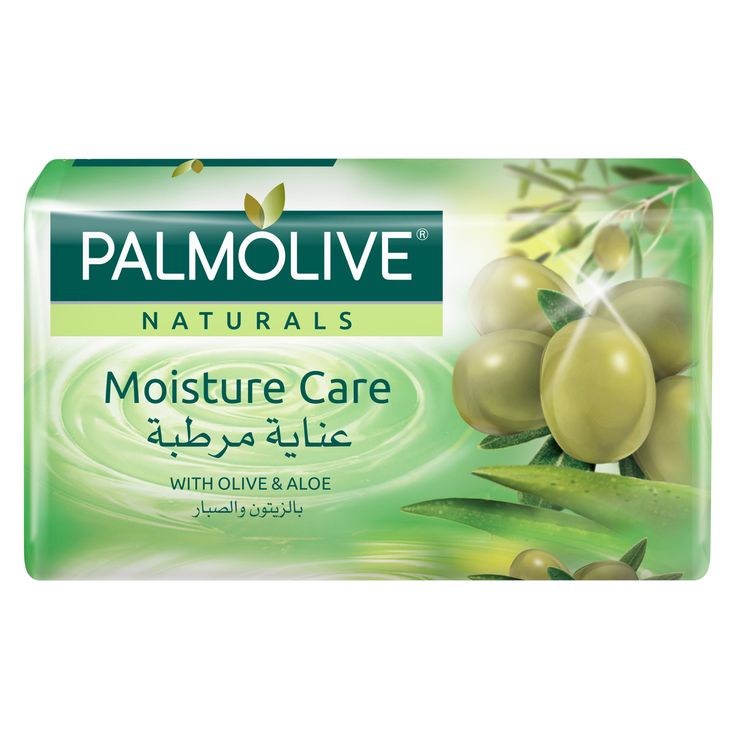 PALMOLIVE®
NATURALS
Moisture Care
عناية مرطبة
WITH OLIVE & ALOE
بالزيتون والصبار